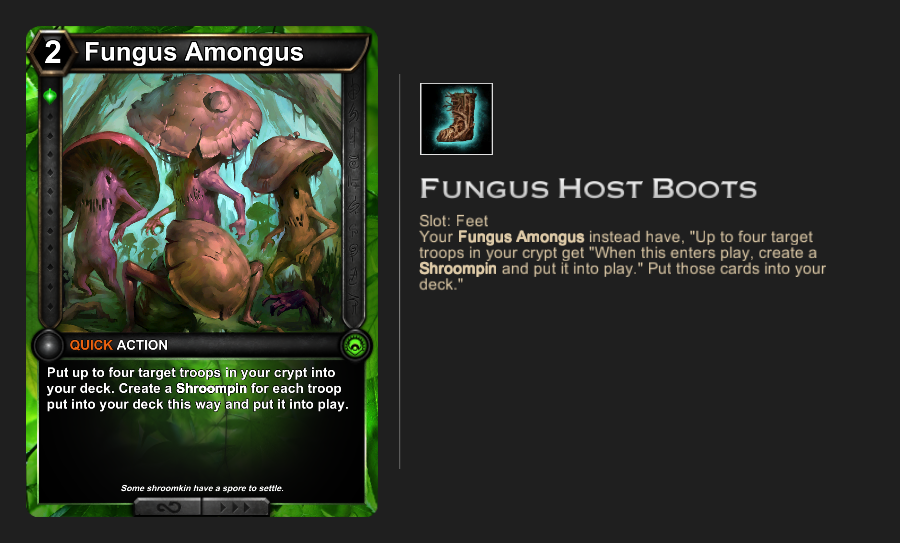 2
Fungus Amongus
QUICK ACTION
Put up to four target troops in your crypt into
your deck. Create a Shroompin for each troop
put into your deck this way and put it into play.
Some shroomkin have a spore to settle.
Fungus Host Boots
Slot: Feet
Your Fungus Amongus instead have, "Up to four target
troops in your crypt get "When this enters play, create a
Shroompin and put it into play." Put those cards into your
deck."